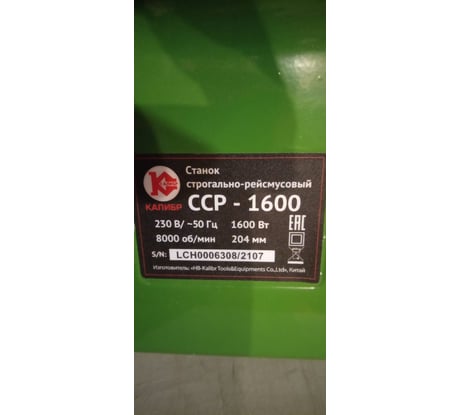 Станок
строгально-рейсмусовый
КАЛИБР
ССР - 1600
230 В/ ~50 Гц 1600 Вт
8000 об/мин 204 мм
S/N: LCH0006308/2107
Изготовитель: «HB-Kalibr Tools&Equipments Co.,Ltd», Китай